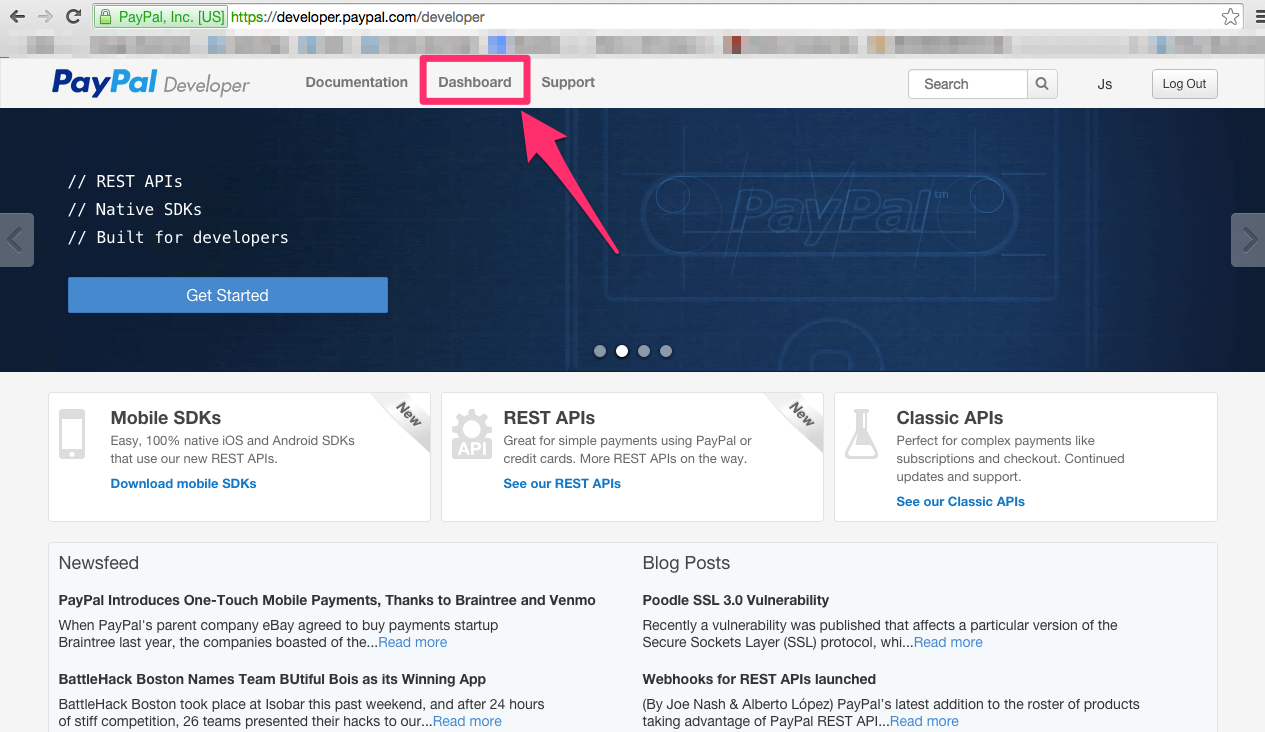 PayPal, Inc. [US] https://developer.paypal.com/developer
PayPal Developer
Documentation
Dashboard
Support
Search
Js
Log Out
// REST APIs
// Native SDKs
// Built for developers
Get Started
PayPal™
Mobile SDKs
New
Easy, 100% native iOS and Android SDKs
that use our new REST APIs.
Download mobile SDKs
API
REST APIs
New
Great for simple payments using PayPal or
credit cards. More REST APIs on the way.
See our REST APIs
Classic APIs
Perfect for complex payments like
subscriptions and checkout. Continued
updates and support.
See our Classic APIs
Newsfeed
PayPal Introduces One-Touch Mobile Payments, Thanks to Braintree and Venmo
When PayPal's parent company eBay agreed to buy payments startup
Braintree last year, the companies boasted of the...Read more
BattleHack Boston Names Team BUtiful Bois as its Winning App
BattleHack Boston took place at Isobar this past weekend, and after 24 hours
of stiff competition, 26 teams presented their hacks to our...Read more
Blog Posts
Poodle SSL 3.0 Vulnerability
Recently a vulnerability was published that affects a particular version of the
Secure Sockets Layer (SSL) protocol, whi...Read more
Webhooks for REST APIs launched
(By Joe Nash & Alberto López) PayPal's latest addition to the roster of products
taking advantage of PayPal REST API...Read more